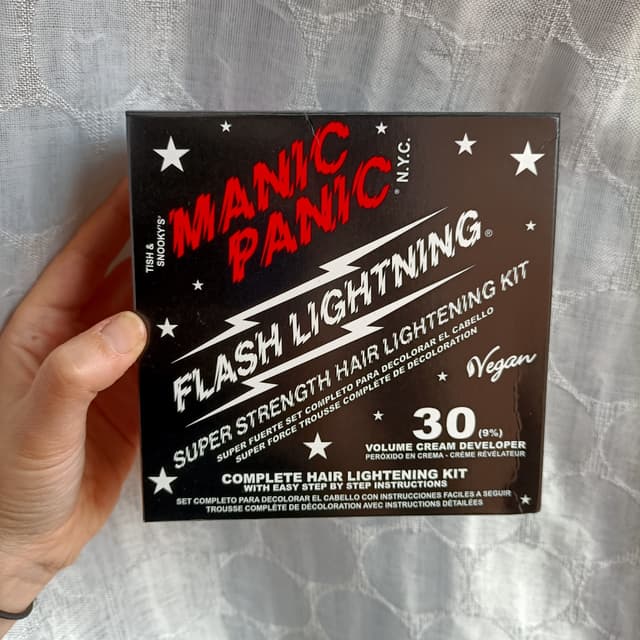 TISH &
SNOOKY'S'
MANIC
PANIC® N.Y.C.
FLASH LIGHTNING®
SUPER STRENGTH HAIR LIGHTENING KIT
SUPER FUERTE SET COMPLETO PARA DECOLORAR EL CABELLO
SUPER FORCE TROUSSE COMPLÈTE DE DÉCOLORATION
Vegan
30 (9%)
VOLUME CREAM DEVELOPER
PERÓXIDO EN CREMA - CRÈME RÉVÉLATEUR
COMPLETE HAIR LIGHTENING KIT
WITH EASY STEP BY STEP INSTRUCTIONS
SET COMPLETO PARA DECOLORAR EL CABELLO CON INSTRUCCIONES FACILES A SEGUIR
TROUSSE COMPLÈTE DE DÉCOLORATION AVEC INSTRUCTIONS DÉTAILÉES